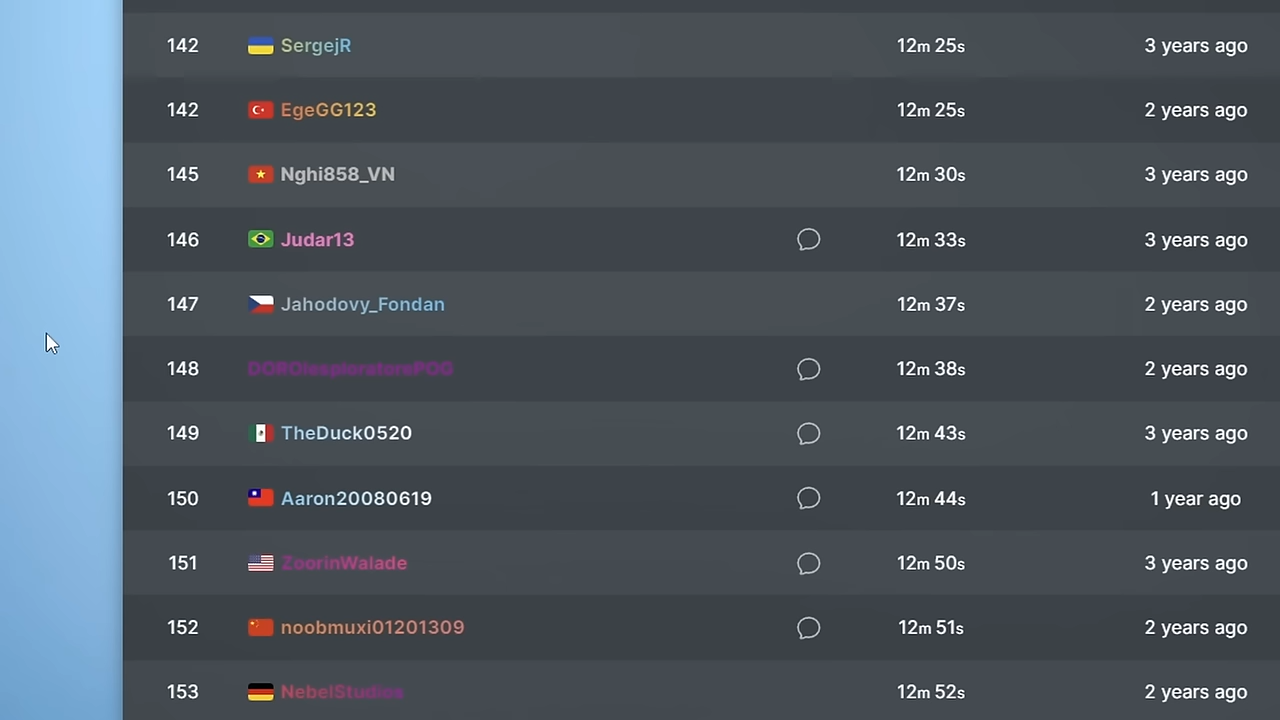 142 SergejR 12m 25s 3 years ago
142 EgeGG123 12m 25s 2 years ago
145 Nghi858_VN 12m 30s 3 years ago
146 Judar13 12m 33s 3 years ago
147 Jahodovy_Fondan 12m 37s 2 years ago
148 12m 38s 2 years ago
149 TheDuck0520 12m 43s 3 years ago
150 Aaron20080619 12m 44s 1 year ago
151 ZoorinWalade 12m 50s 3 years ago
152 noobmuxi01201309 12m 51s 2 years ago
153 NebelStudios 12m 52s 2 years ago